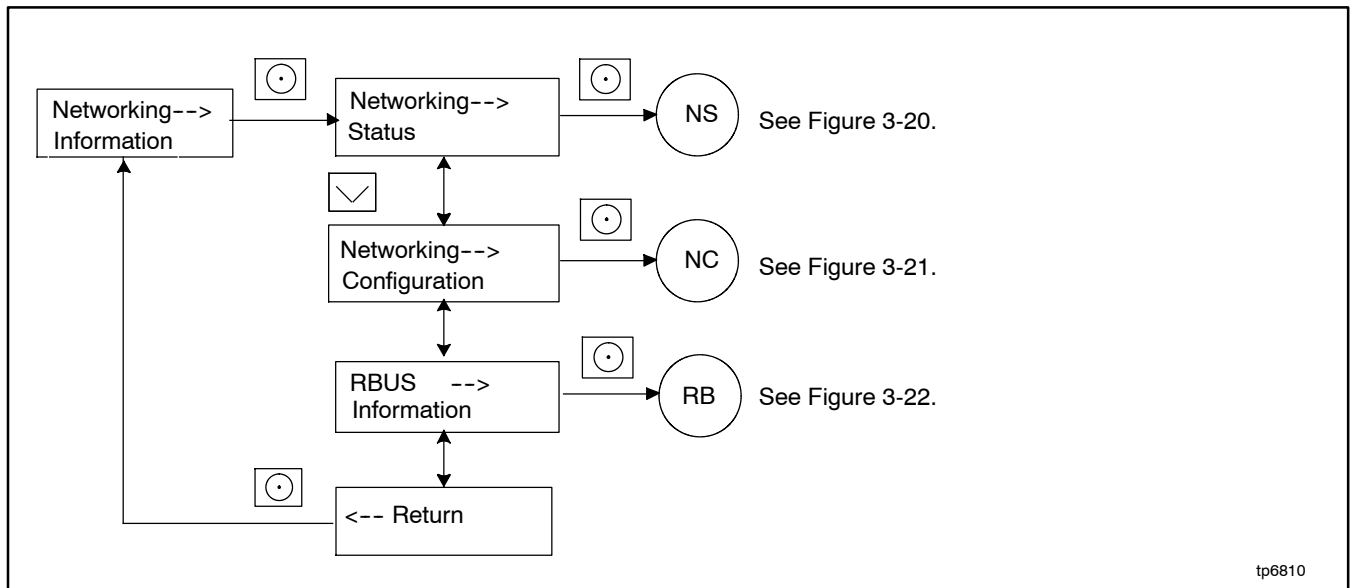 Networking-->
Information
Networking-->
Status
NS
See Figure 3-20.
Networking-->
Configuration
NC
See Figure 3-21.
RBUS -->
Information
RB
See Figure 3-22.
<-- Return
tp6810